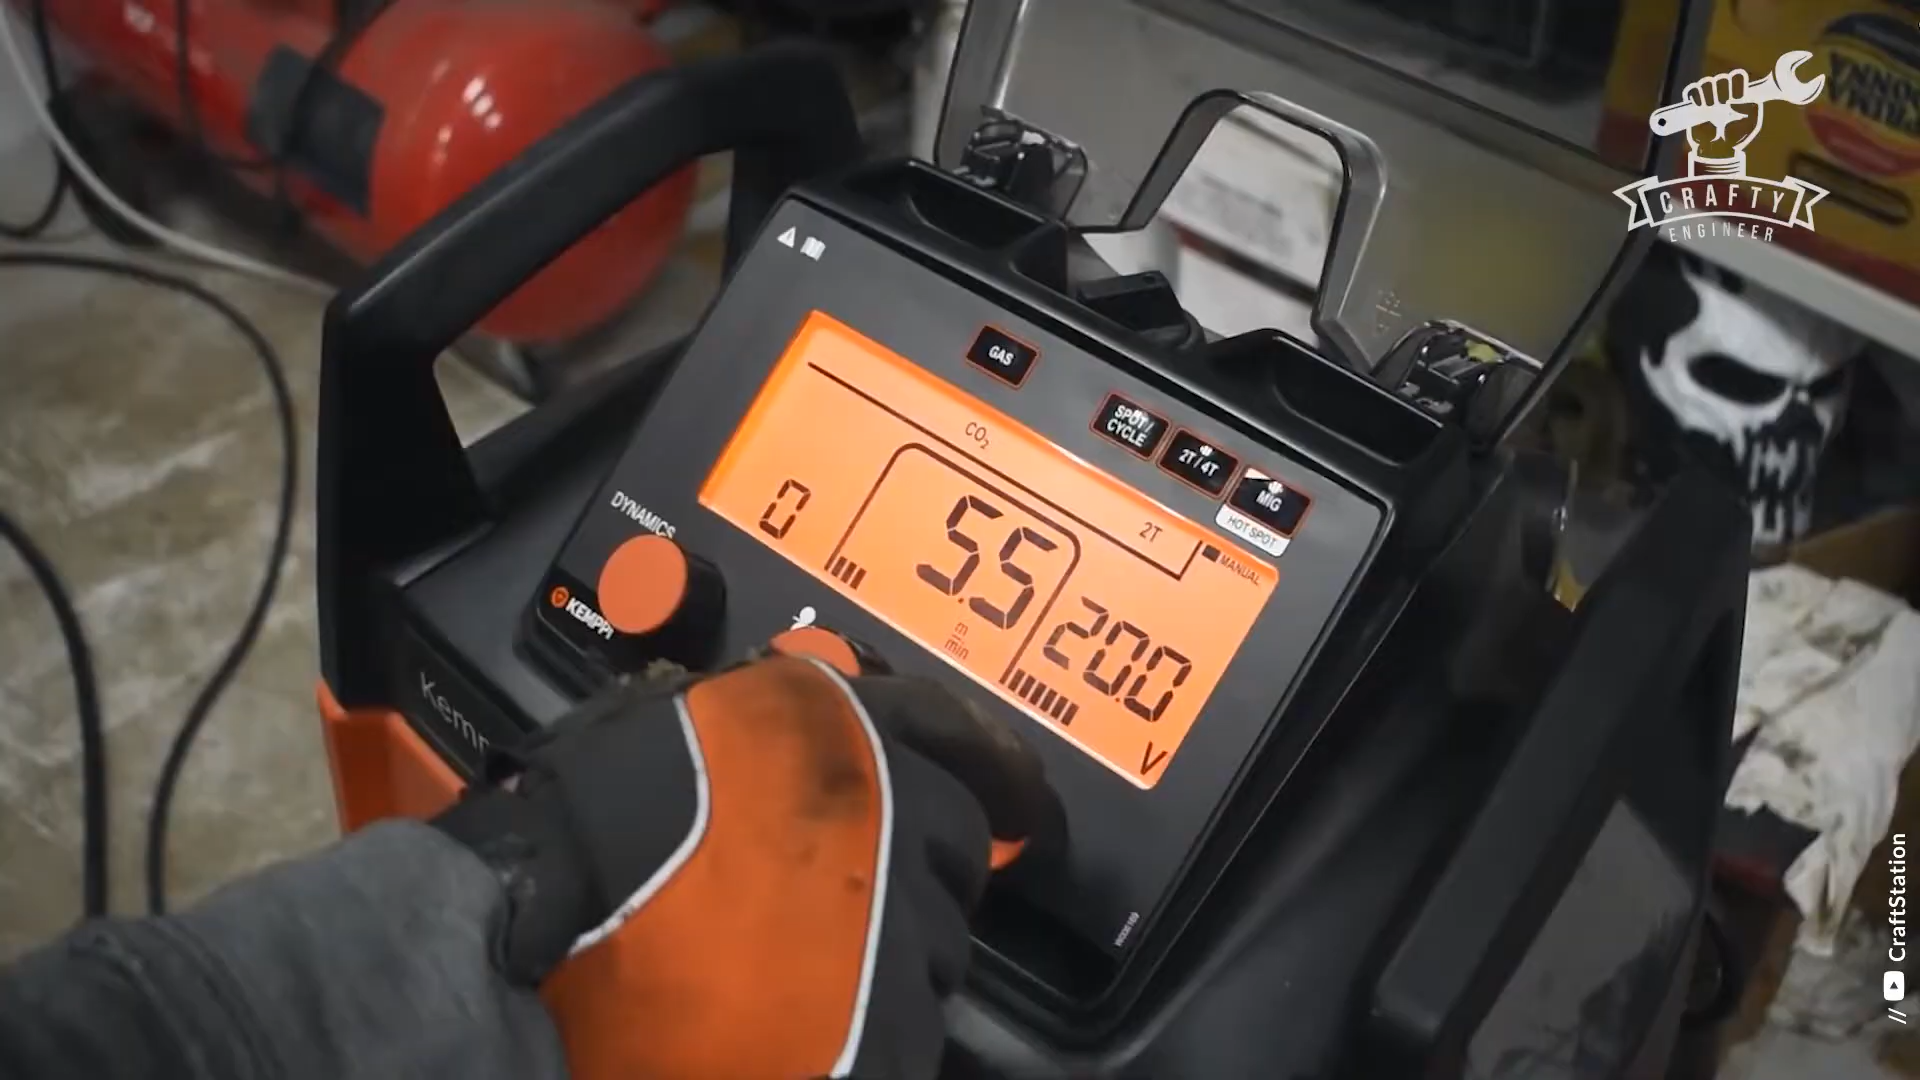 CRAFTY
ENGINEER
GAS
SPOT/
CYCLE
2T/4T
MIG
HOT SPOT
CO2
2T
MANUAL
DYNAMICS
0
5.5
m
min
20.0
V
KEMPPI
Kemp
// CraftStation